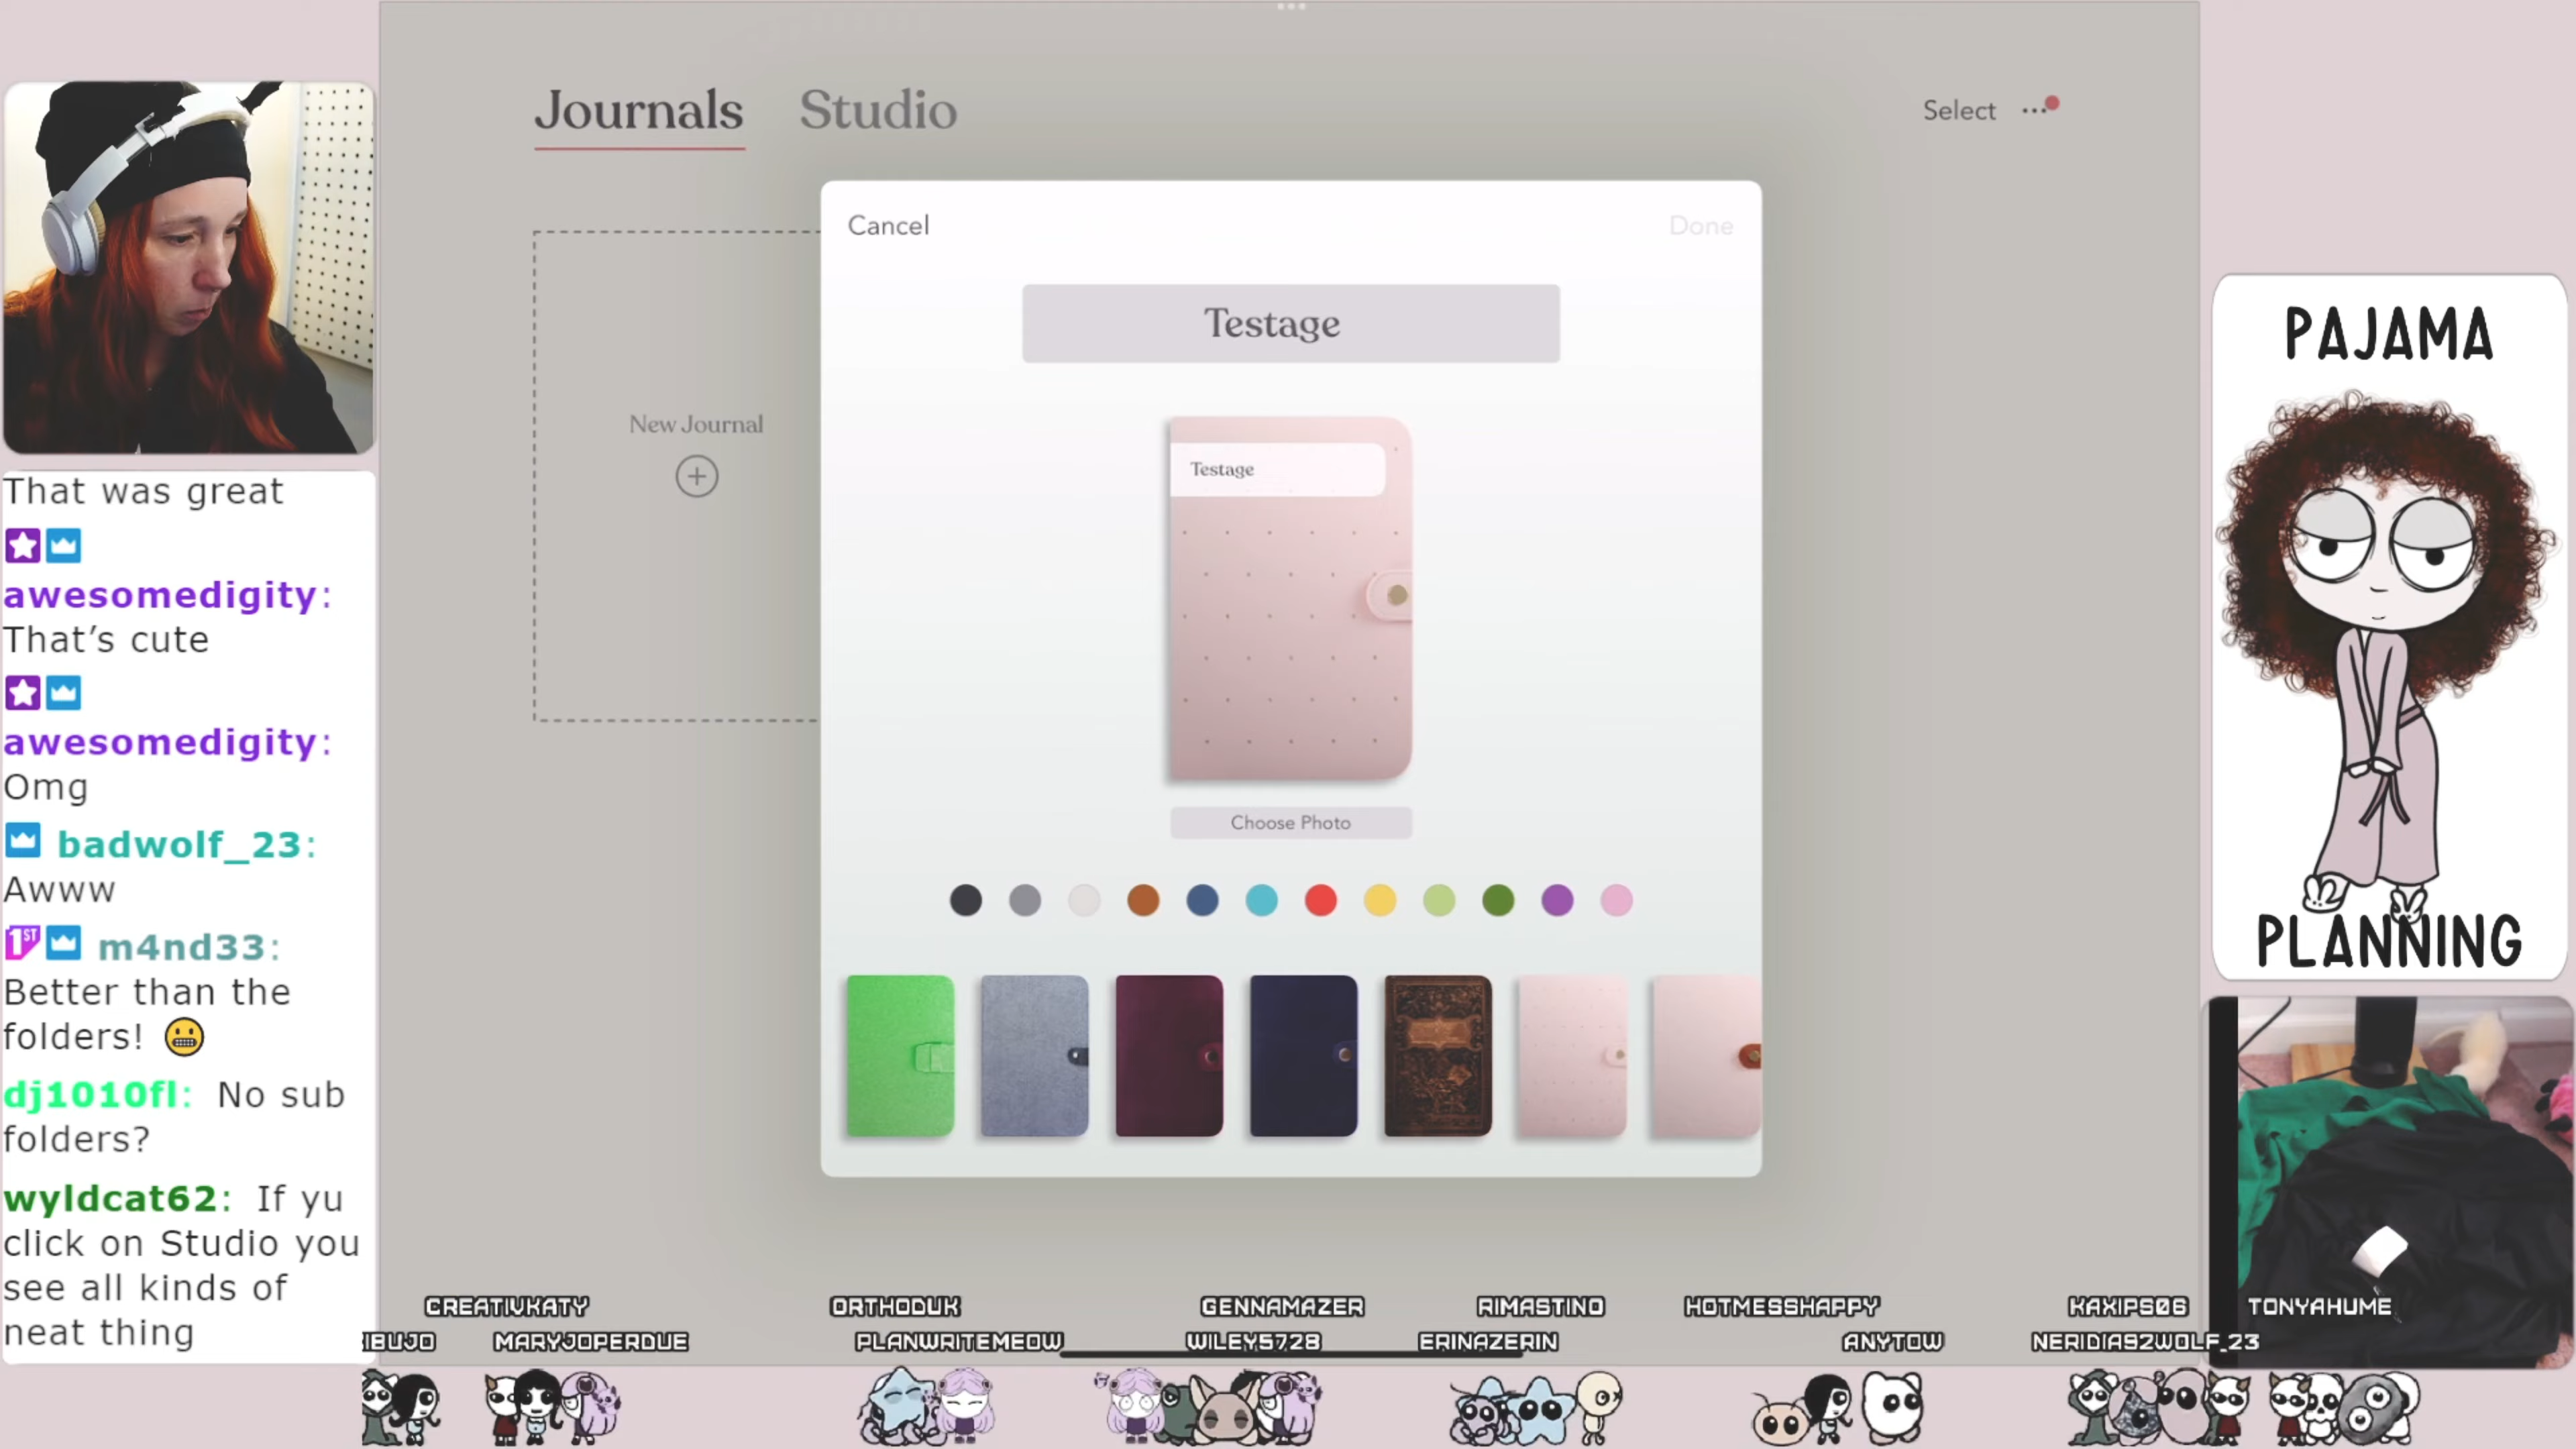 Journals
Studio
Select
Cancel
Done
Testage
New Journal
Testage
Choose Photo
That was great
awesomedigity:
That's cute
awesomedigity:
Omg
badwolf_23:
Awww
1ST m4nd33:
Better than the
folders!
dj1010fl: No sub
folders?
wyldcat62: If yu
click on Studio you
see all kinds of
neat thing
PAJAMA
PLANNING
CREATIVKATY
ORTHODUK
GENNAMAZER
RIMASTINO
HOTMESSHAPPY
KAXIPS06
TONYAHUME
IBUJO
MARYJOPERDUE
PLANWRITEMEOW
WILEY5728
ERINAZERIN
ANYTOW
NERIDIA92WOLF_23